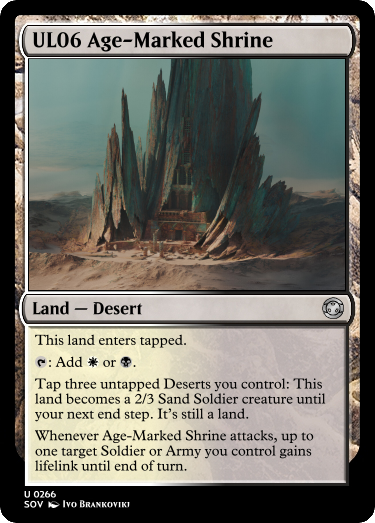 UL06 Age-Marked Shrine
Land — Desert
This land enters tapped.
: Add or .
Tap three untapped Deserts you control: This
land becomes a 2/3 Sand Soldier creature until
your next end step. It's still a land.
Whenever Age-Marked Shrine attacks, up to
one target Soldier or Army you control gains
lifelink until end of turn.
U 0266
SOV Ivo Brankoviki